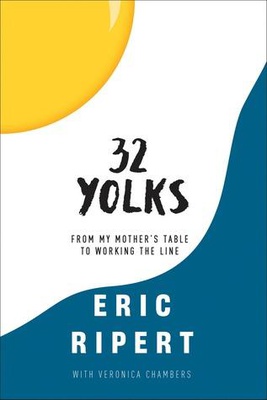 32
YOLKS
FROM MY MOTHER'S TABLE
TO WORKING THE LINE
ERIC
RIPERT
WITH VERONICA CHAMBERS